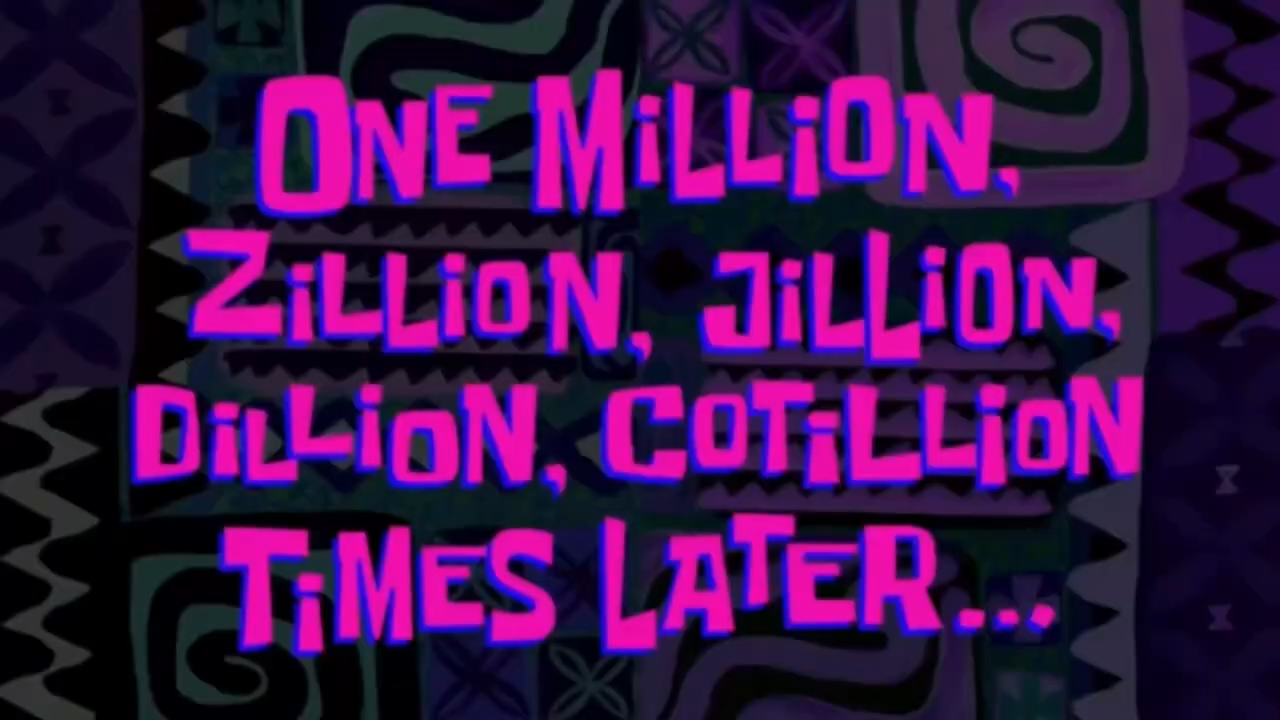 One Million,
Zillion, Jillion,
Dillion, Cotillion
Times Later...